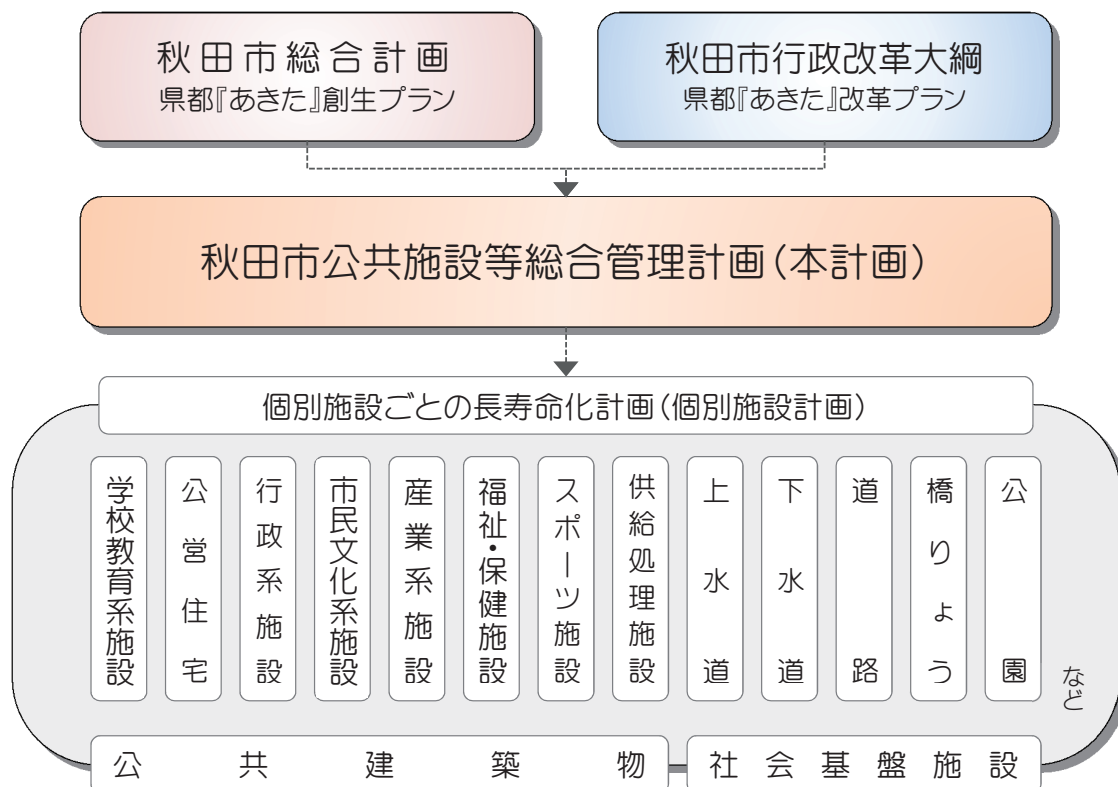 秋田市総合計画
県都『あきた』創生プラン
秋田市行政改革大綱
県都『あきた』改革プラン
秋田市公共施設等総合管理計画（本計画）
個別施設ごとの長寿命化計画（個別施設計画）
学校教育系施設
公営住宅
行政系施設
市民文化系施設
産業系施設
福祉・保健施設
スポーツ施設
供給処理施設
上水道
下水道
道路
橋りょう
公園
など
公共建築物
社会基盤施設